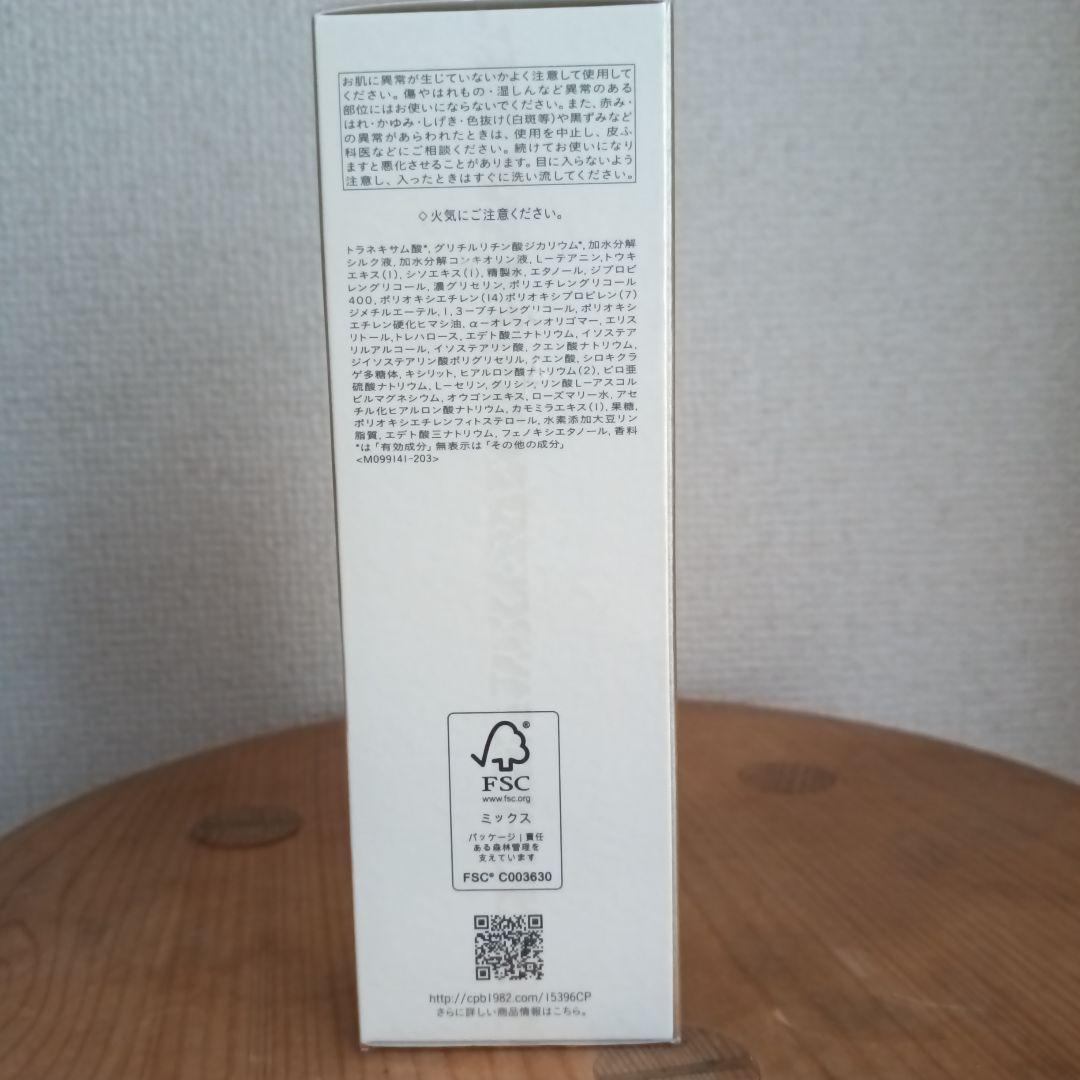 お肌に異常が生じていないかよく注意して使用して
ください。傷やはれもの・湿しんなど異常のある
部位にはお使いにならないでください。また、赤み・
はれ・かゆみ・しげき・色抜け(白斑等)や黒ずみなど
の異常があらわれたときは、使用を中止し、皮ふ
科医などにご相談ください。続けてお使いになり
ますと悪化させることがあります。目に入らないよう
注意し、入ったときはすぐに洗い流してください。
◇火気にご注意ください。
トラネキサム酸*, グリチルリチン酸ジカリウム*, 加水分解
シルク液, 加水分解コンキオリン液, L-テアニン,トウキ
エキス(1), シソエキス(1), 精製水, エタノール, ジプロピ
レングリコール, 濃グリセリン, ポリエチレングリコール
400, ポリオキシエチレン(14)ポリオキシプロピレン(7)
ジメチルエーテル, 1, 3-ブチレングリコール, ポリオキシ
エチレン硬化ヒマシ油, α-オレフィンオリゴマー, エリス
リトール,トレハロース, エデト酸二ナトリウム, イソステア
リルアルコール, イソステアリン酸, クエン酸ナトリウム,
ジイソステアリン酸ポリグリセリル, クエン酸, シロキクラ
ゲ多糖体, キシリット, ヒアルロン酸ナトリウム(2), ピロ亜
硫酸ナトリウム, L-セリン, グリシン, リン酸L-アスコル
ビルマグネシウム, オウゴンエキス, ローズマリー水, アセ
チル化ヒアルロン酸ナトリウム, カモミラエキス(1), 果糖,
ポリオキシエチレンフィトステロール, 水素添加大豆リン
脂質, エデト酸三ナトリウム, フェノキシエタノール, 香料
*は「有効成分」無表示は「その他の成分」
<M099141-203>
®
FSC
www.fsc.org
ミックス
パッケージ | 責任
ある森林管理を
支えています
FSC® C003630
http://cpb1982.com/15396CP
さらに詳しい商品情報はこちら。